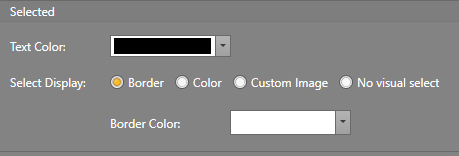 Selected
Text Color:
Select Display: Border Color Custom Image No visual select
Border Color: